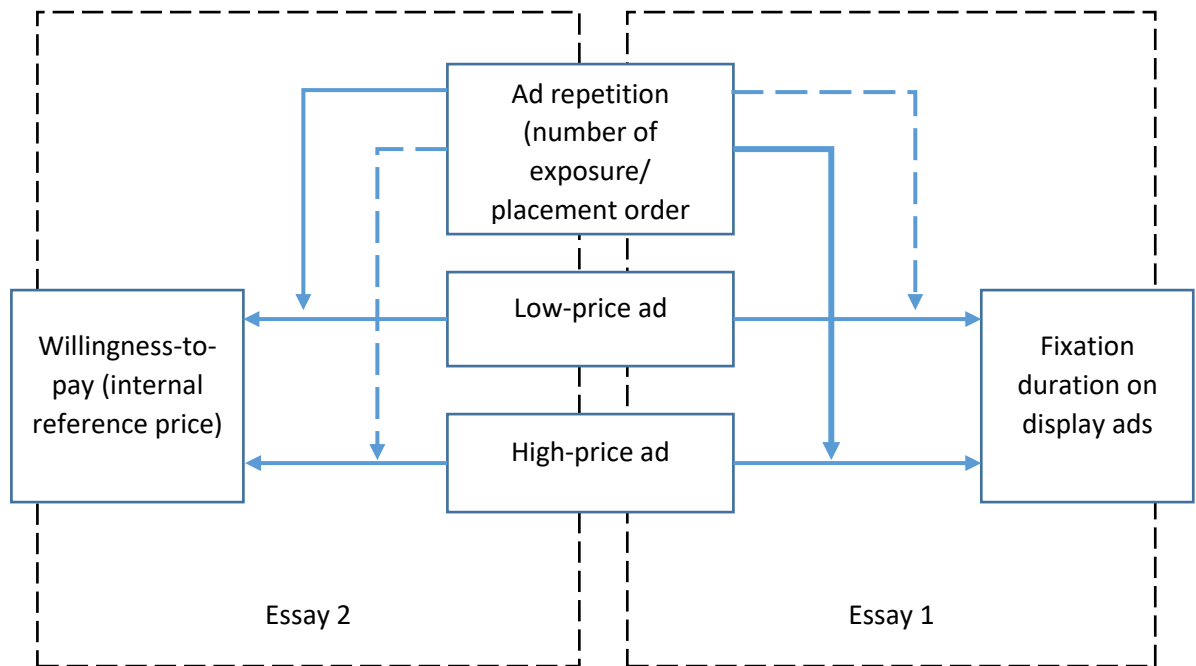 Ad repetition
(number of
exposure/
placement order
Low-price ad
Willingness-to-
pay (internal
reference price)
Fixation
duration on
display ads
High-price ad
Essay 2
Essay 1